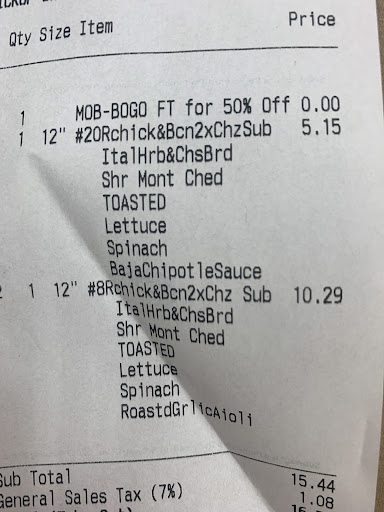 Qty Size Item Price
1 MOB-BOGO FT for 50% Off 0.00
1 12" #20Rchick&Bcn2xChzSub 5.15
ItalHrb&ChsBrd
Shr Mont Ched
TOASTED
Lettuce
Spinach
BajaChipotleSauce
1 12" #8Rchick&Bcn2xChz Sub 10.29
ItalHrb&ChsBrd
Shr Mont Ched
TOASTED
Lettuce
Spinach
RoastdGrlicAioli
Sub Total 15.44
General Sales Tax (7%) 1.08